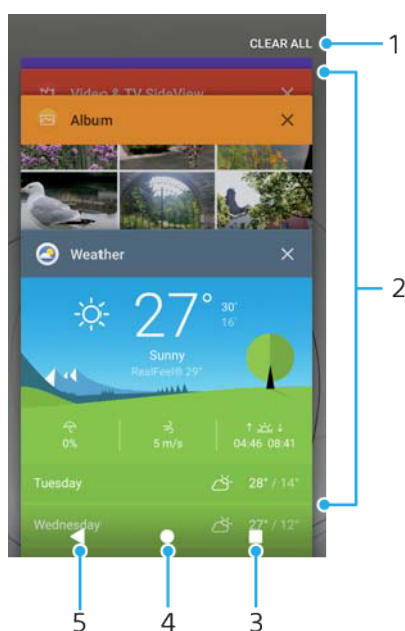 CLEAR ALL
1
Video & TV SideView
Album
Weather
2
27° 30° 16°
Sunny
RealFeel® 29°
0% 5 m/s 04:46 08:41
Tuesday 28° / 14°
Wednesday 27° / 12°
5 4 3